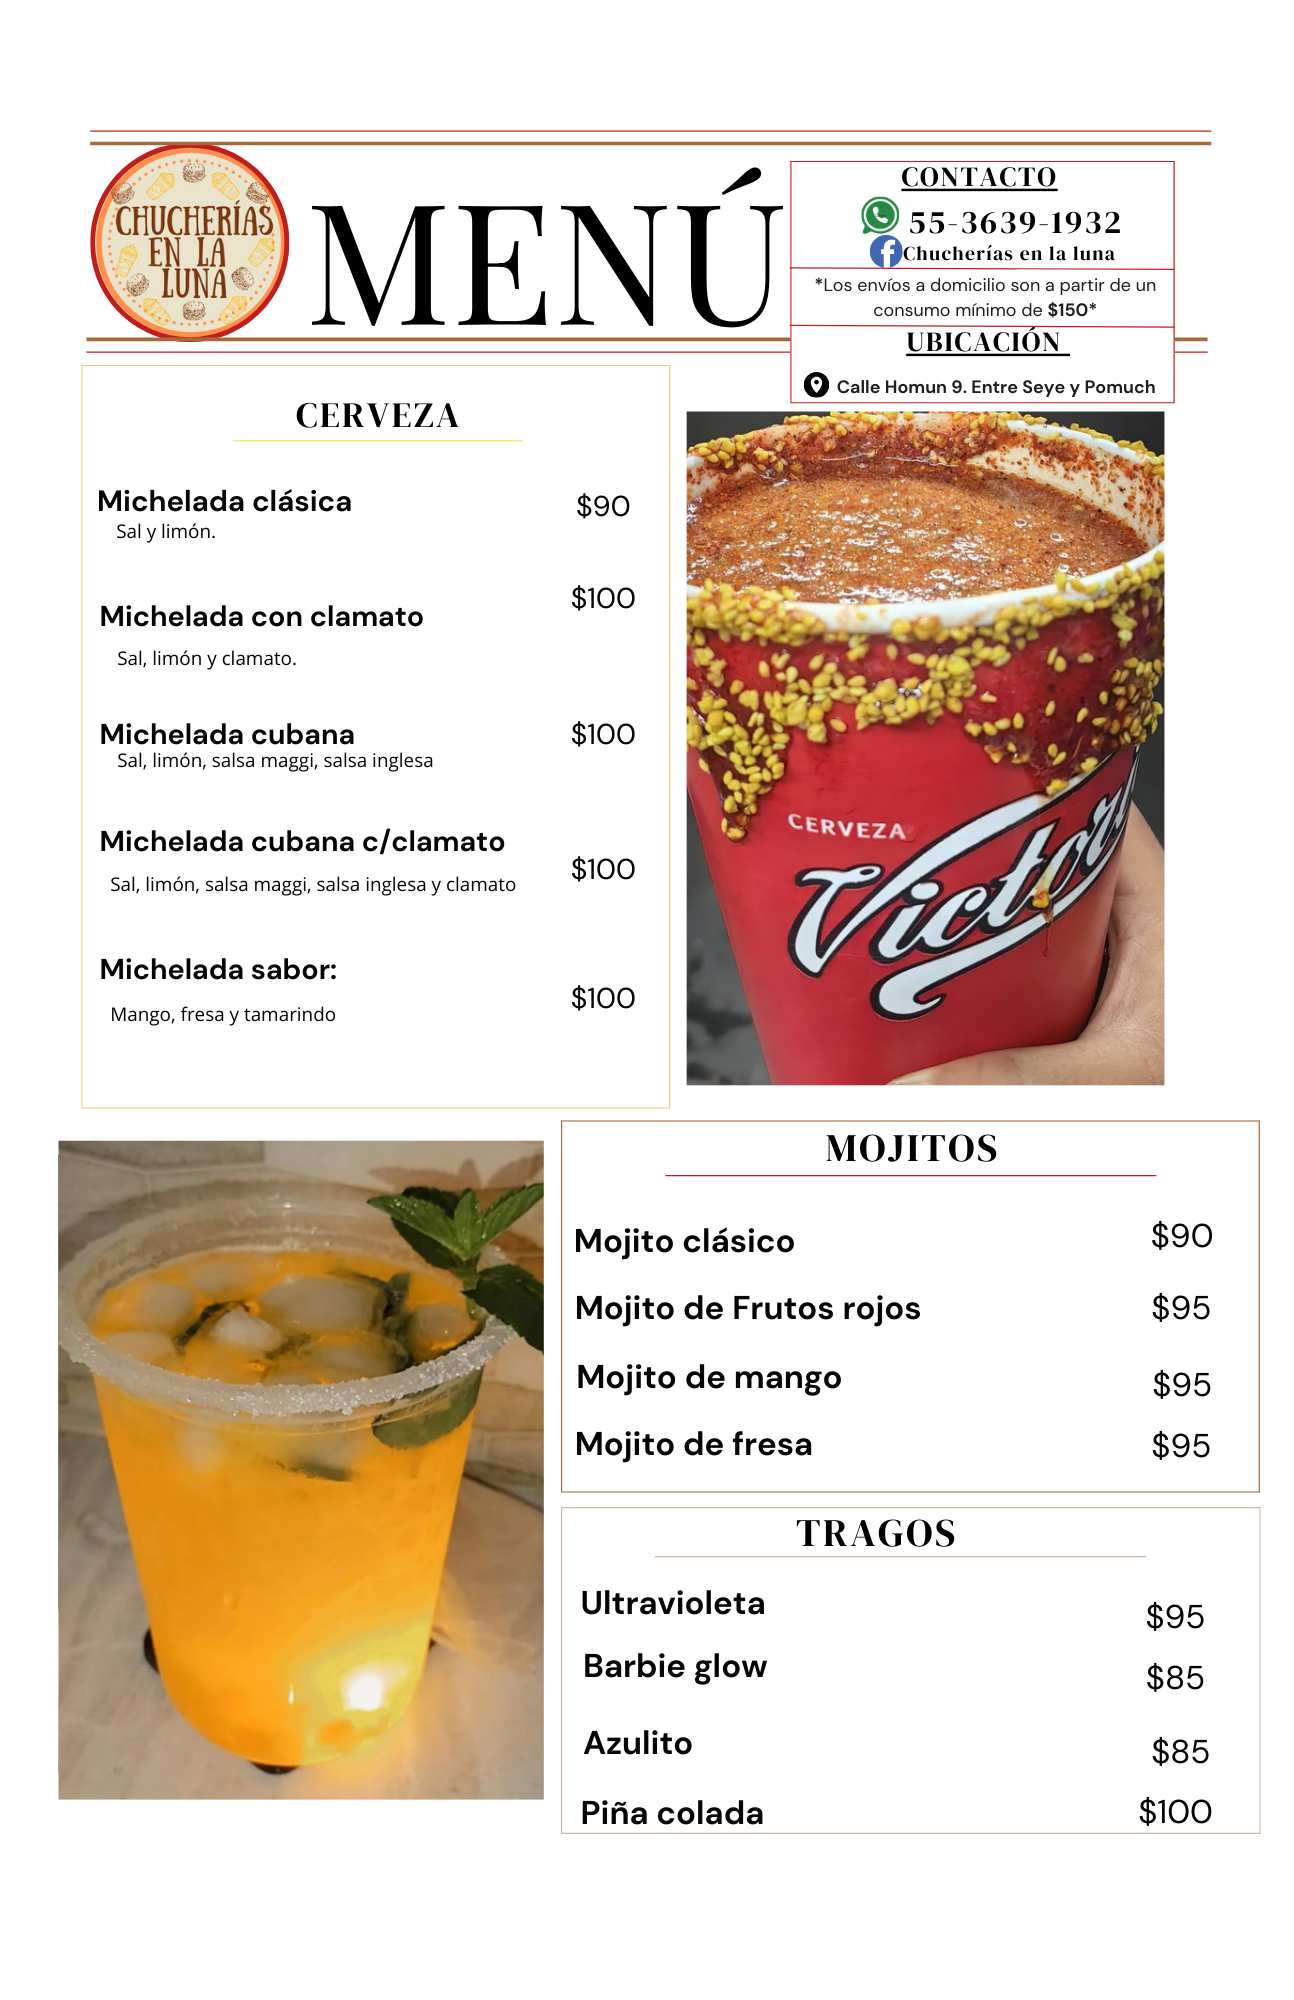 CHUCHERÍAS
EN LA
LUNA
MENÚ
CONTACTO
55-3639-1932
Chucherías en la luna
*Los envíos a domicilio son a partir de un
consumo mínimo de $150*
UBICACIÓN
Calle Homun 9. Entre Seye y Pomuch
CERVEZA
Michelada clásica $90
Sal y limón.
Michelada con clamato $100
Sal, limón y clamato.
Michelada cubana $100
Sal, limón, salsa maggi, salsa inglesa
Michelada cubana c/clamato $100
Sal, limón, salsa maggi, salsa inglesa y clamato
Michelada sabor: $100
Mango, fresa y tamarindo
CERVEZA
Victoria
MOJITOS
Mojito clásico $90
Mojito de Frutos rojos $95
Mojito de mango $95
Mojito de fresa $95
TRAGOS
Ultravioleta $95
Barbie glow $85
Azulito $85
Piña colada $100